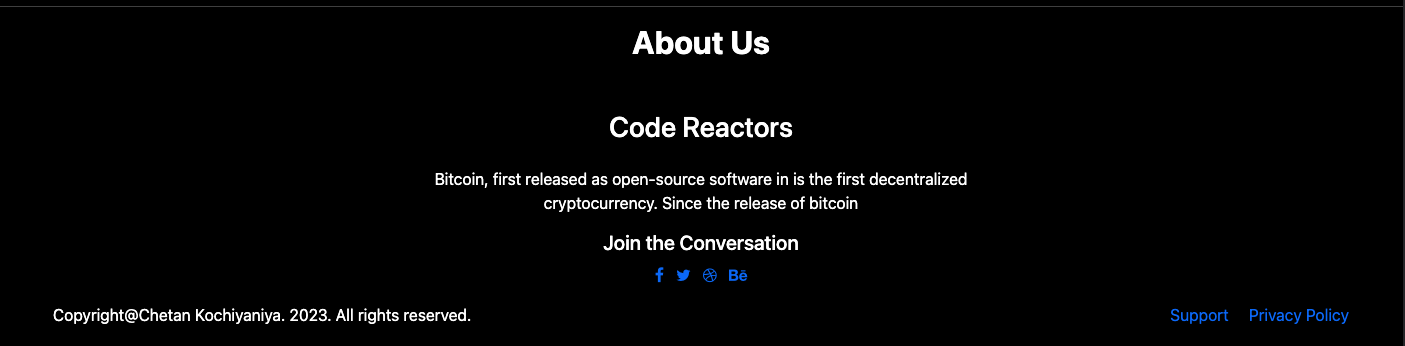 About Us
Code Reactors
Bitcoin, first released as open-source software in is the first decentralized
cryptocurrency. Since the release of bitcoin
Join the Conversation
Bē
Copyright@Chetan Kochiyaniya. 2023. All rights reserved.
Support Privacy Policy